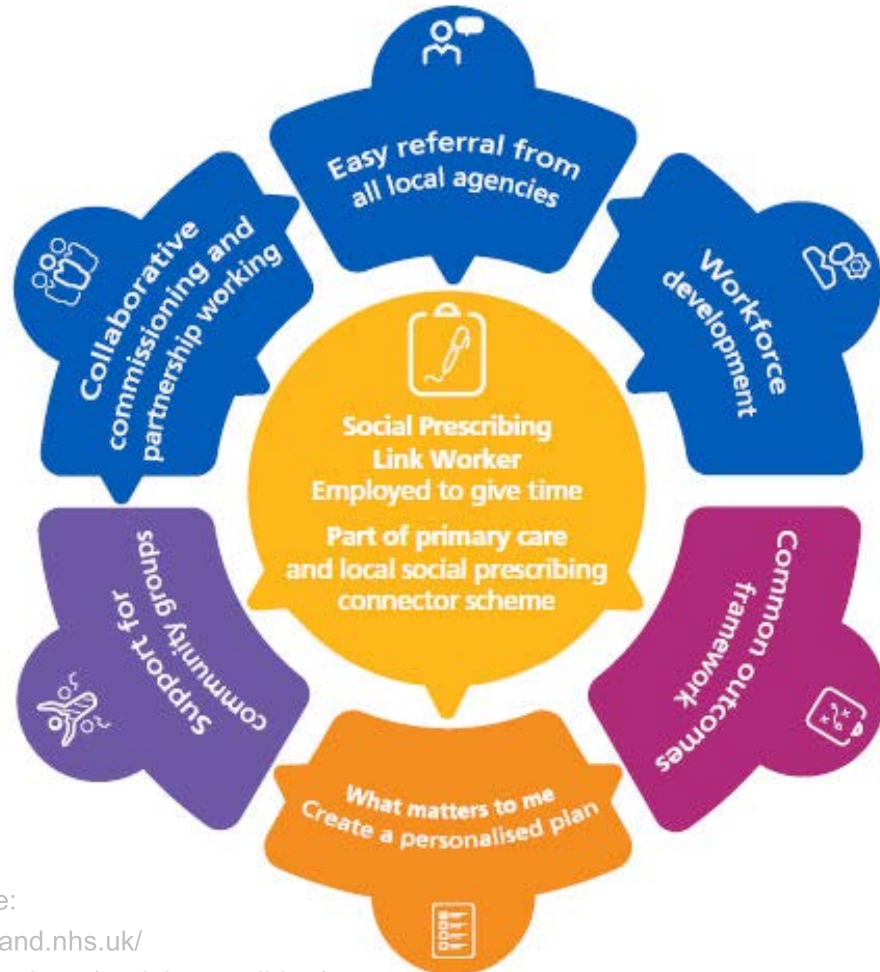 Easy referral from
all local agencies
Workforce
development
Common outcomes
framework
What matters to me
Create a personalised plan
Support for
community groups
Collaborative
commissioning and
partnership working
Social Prescribing
Link Worker
Employed to give time
Part of primary care
and local social prescribing
connector scheme
e:
and.nhs.uk/